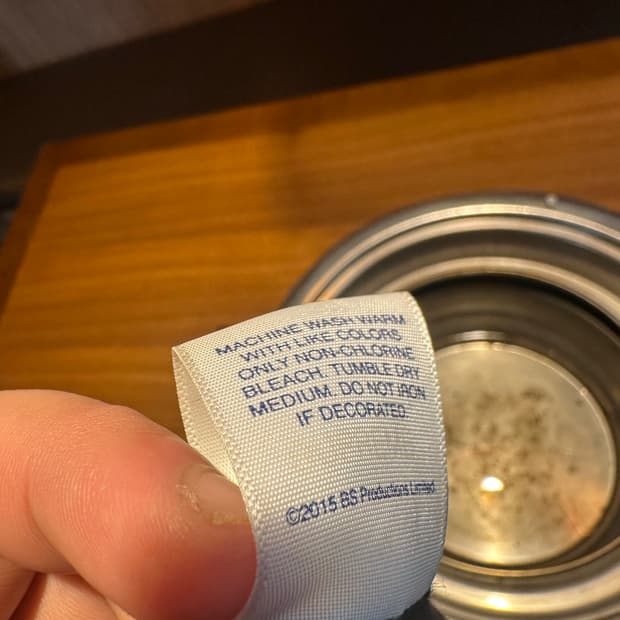 MACHINE WASH WARM
WITH LIKE COLORS
ONLY NON-CHLORINE
BLEACH. TUMBLE DRY
MEDIUM. DO NOT IRON
IF DECORATED.
©2015 BS Productions Limited